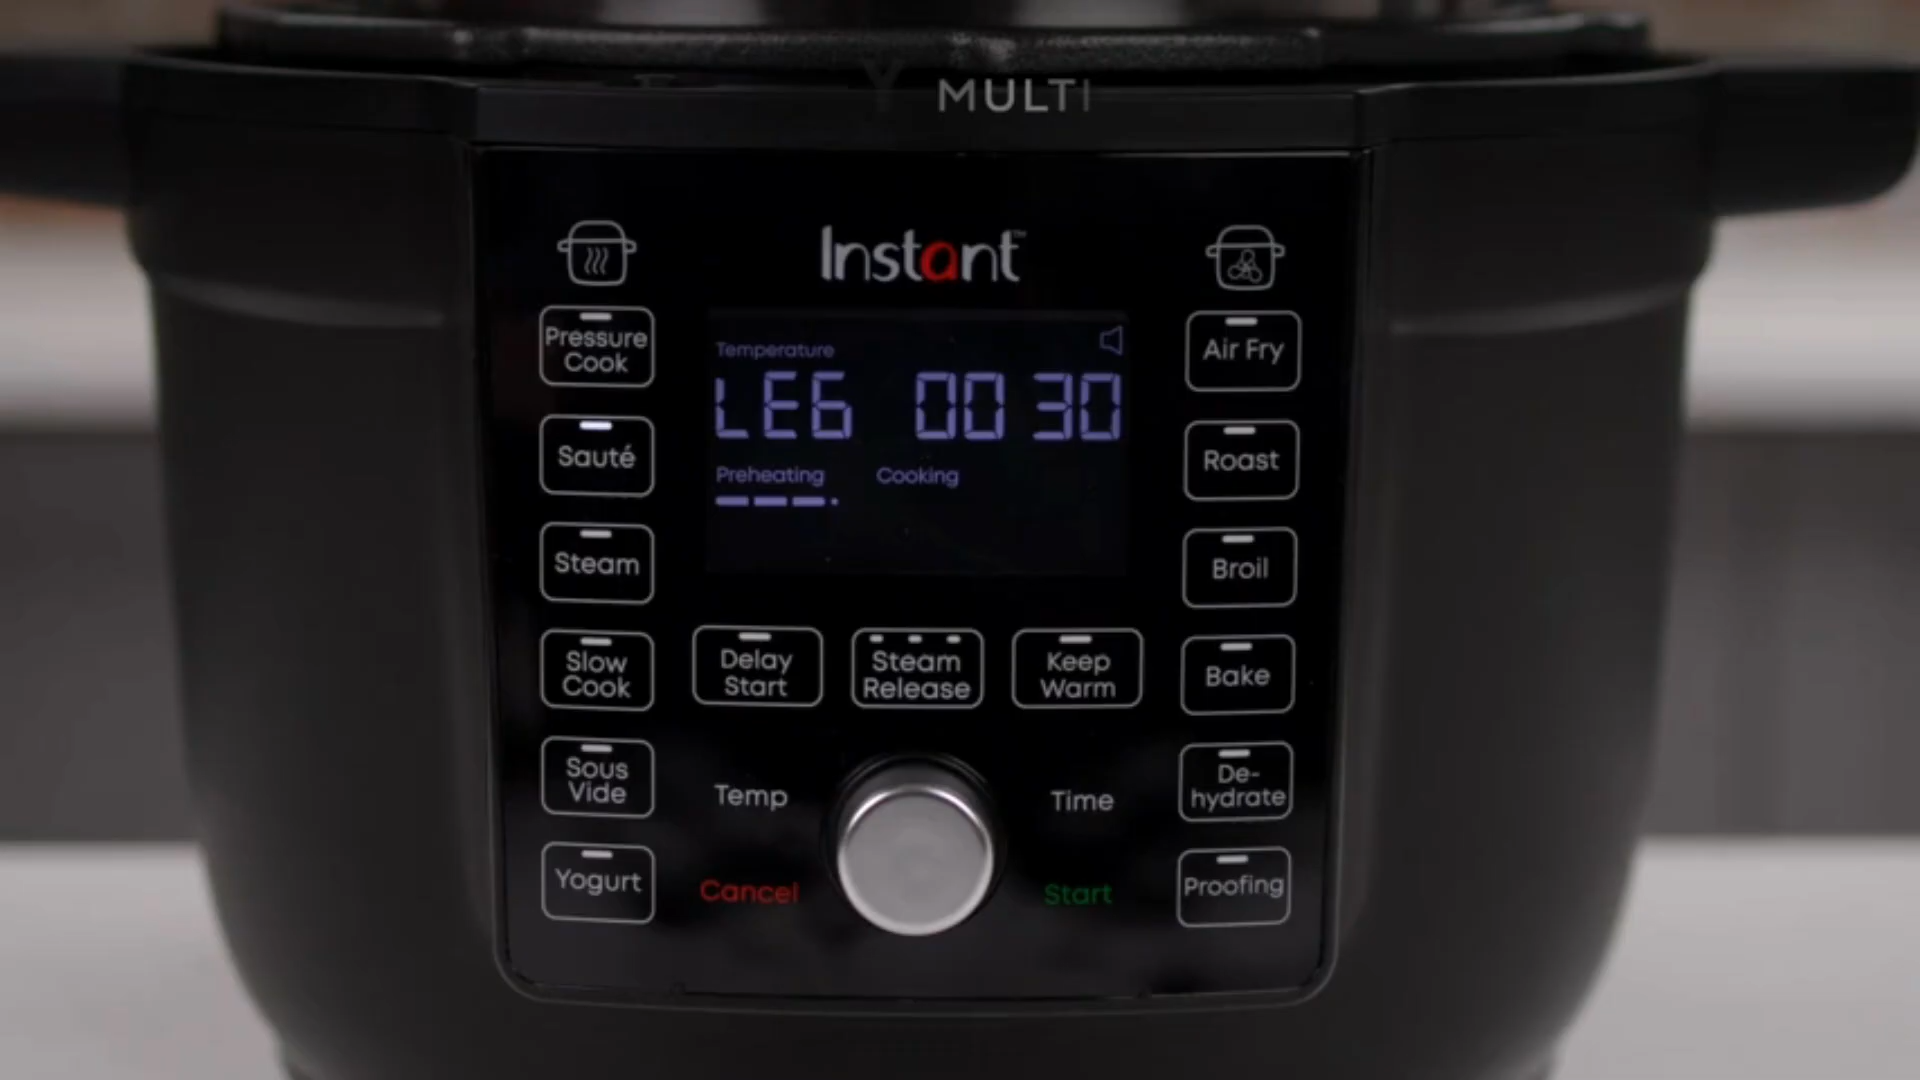 Y MULTI
Instant™
Temperature
LE6 00 30
Preheating Cooking
Pressure
Cook
Sauté
Steam
Slow
Cook
Sous
Vide
Yogurt
Delay
Start
Steam
Release
Keep
Warm
Temp
Time
Cancel
Start
Air Fry
Roast
Broil
Bake
De-
hydrate
Proofing